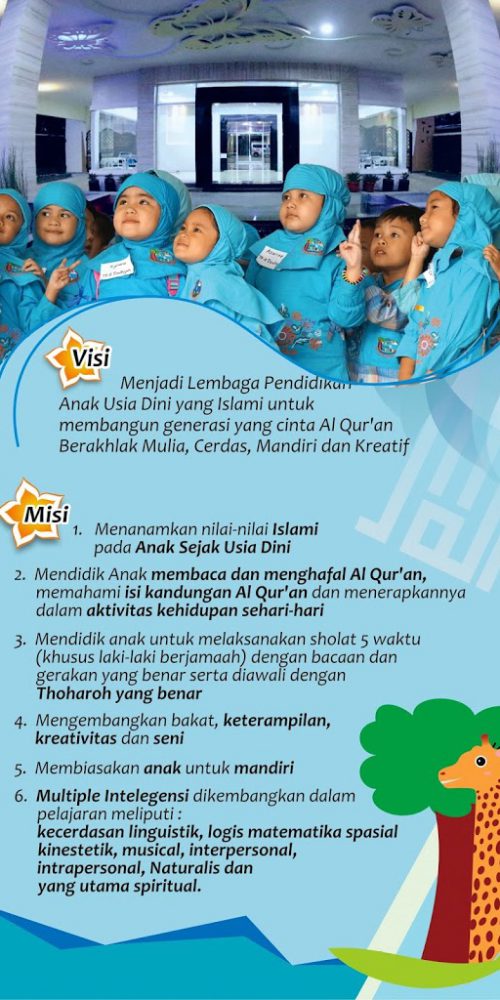 Visi
Menjadi Lembaga Pendidikan
Anak Usia Dini yang Islami untuk
membangun generasi yang cinta Al Qur'an
Berakhlak Mulia, Cerdas, Mandiri dan Kreatif
Misi
1. Menanamkan nilai-nilai Islami
pada Anak Sejak Usia Dini
2. Mendidik Anak membaca dan menghafal Al Qur'an,
memahami isi kandungan Al Qur'an dan menerapkannya
dalam aktivitas kehidupan sehari-hari
3. Mendidik anak untuk melaksanakan sholat 5 waktu
(khusus laki-laki berjamaah) dengan bacaan dan
gerakan yang benar serta diawali dengan
Thoharoh yang benar
4. Mengembangkan bakat, keterampilan,
kreativitas dan seni
5. Membiasakan anak untuk mandiri
6. Multiple Intelegensi dikembangkan dalam
pelajaran meliputi :
kecerdasan linguistik, logis matematika spasial
kinestetik, musical, interpersonal,
intrapersonal, Naturalis dan
yang utama spiritual.